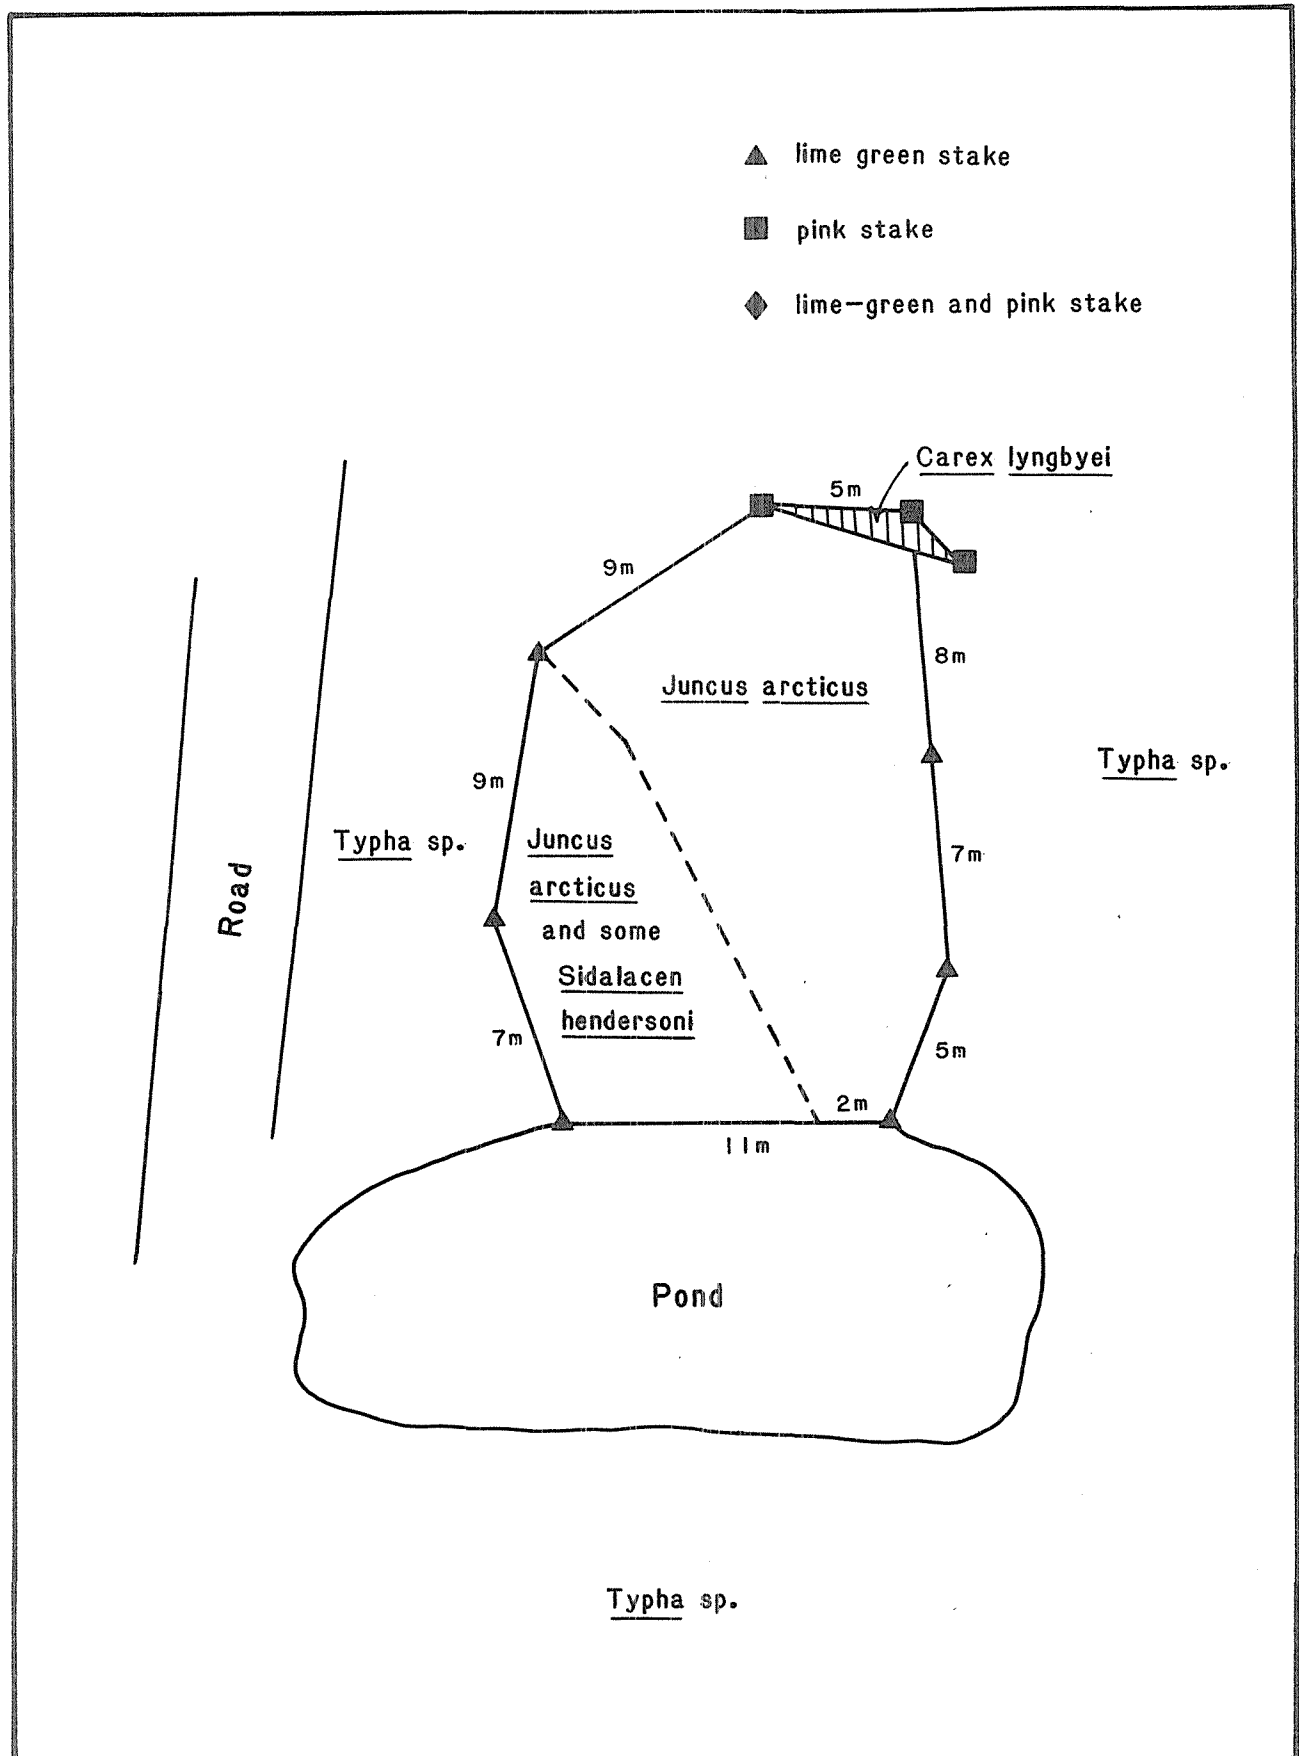 lime green stake
pink stake
lime-green and pink stake
Carex lyngbyei
5m
9m
8m
Juncus arcticus
Typha sp.
9m
Typha sp.
Juncus
arcticus
and some
Sidalacen
hendersoni
7m
Road
7m
5m
2m
11m
Pond
Typha sp.